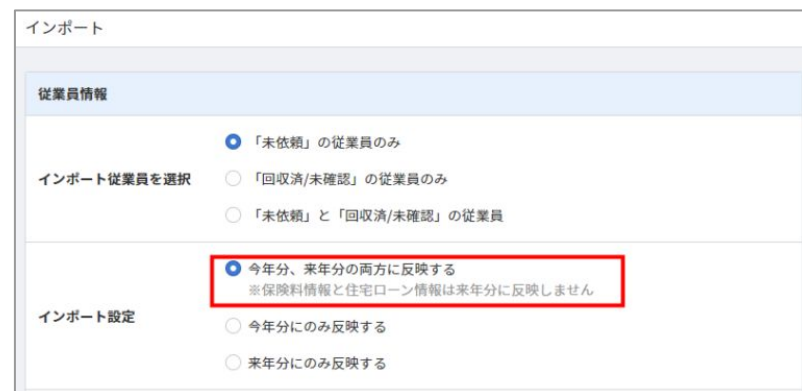 インポート
従業員情報
インポート従業員を選択
「未依頼」の従業員のみ
「回収済/未確認」の従業員のみ
「未依頼」と「回収済/未確認」の従業員
インポート設定
今年分、来年分の両方に反映する
※保険料情報と住宅ローン情報は来年分に反映しません
今年分にのみ反映する
来年分にのみ反映する